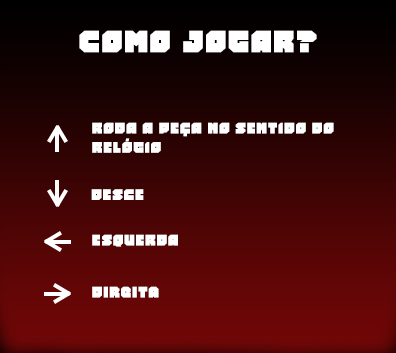 COMO JOGAR?
RODA A PEÇA NO SENTIDO DO
RELÓGIO
DESCE
ESQUERDA
DIREITA